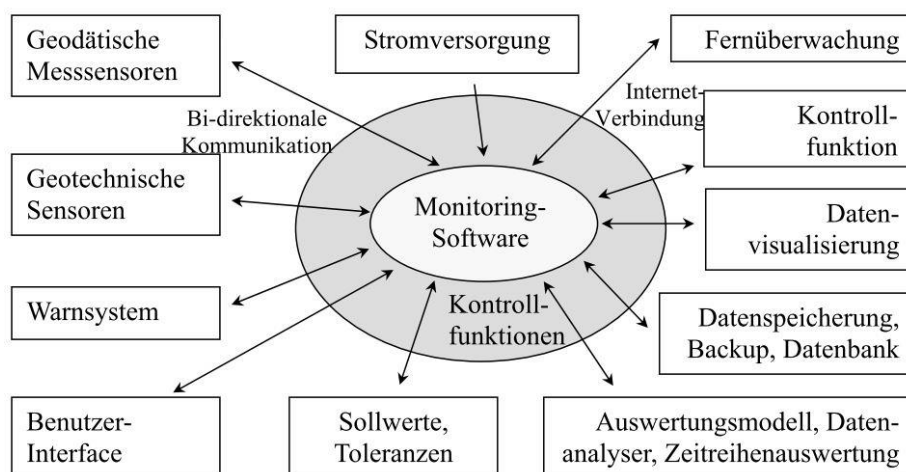 Geodätische
Messsensoren
Stromversorgung
Fernüberwachung
Bi-direktionale
Kommunikation
Internet-
Verbindung
Kontroll-
funktion
Geotechnische
Sensoren
Monitoring-
Software
Daten-
visualisierung
Warnsystem
Kontroll-
funktionen
Datenspeicherung,
Backup, Datenbank
Benutzer-
Interface
Sollwerte,
Toleranzen
Auswertungsmodell, Daten-
analyser, Zeitreihenauswertung